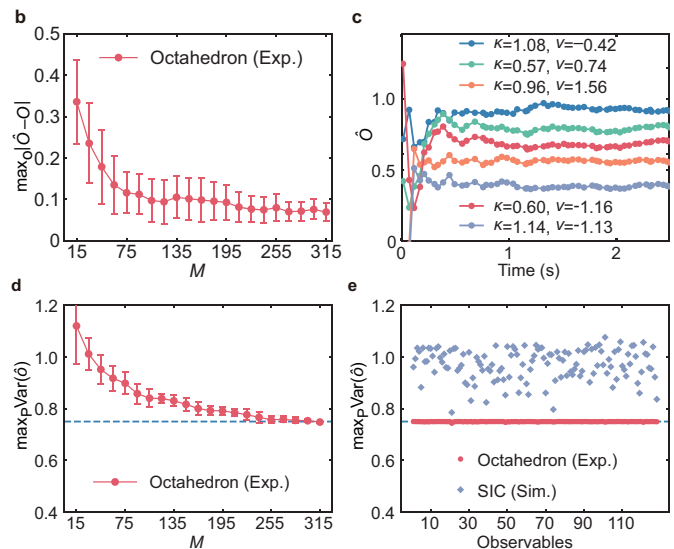 b
0.5
0.4
0.3
0.2
0.1
0
max_O|Ô−O|
Octahedron (Exp.)
15 75 135 195 255 315
M
c
κ=1.08, ν=−0.42
κ=0.57, ν=0.74
κ=0.96, ν=1.56
1.0
0.5
0
Ô
κ=0.60, ν=-1.16
κ=1.14, ν=-1.13
0 1 2
Time (s)
d
1.2
1.0
0.8
0.6
0.4
max_P Var(ô)
Octahedron (Exp.)
15 75 135 195 255 315
M
e
1.2
1.0
0.8
0.6
0.4
max_P Var(ô)
Octahedron (Exp.)
SIC (Sim.)
10 30 50 70 90 110
Observables